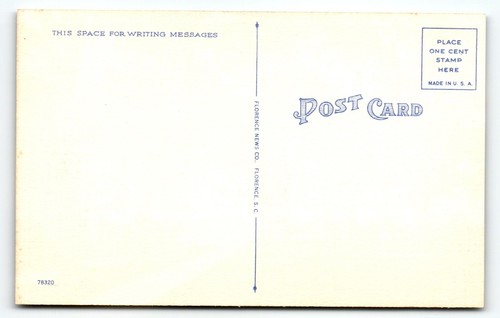 THIS SPACE FOR WRITING MESSAGES
PLACE
ONE CENT
STAMP
HERE
MADE IN U. S. A.
POST CARD
FLORENCE NEWS CO., FLORENCE, S. C.
78320